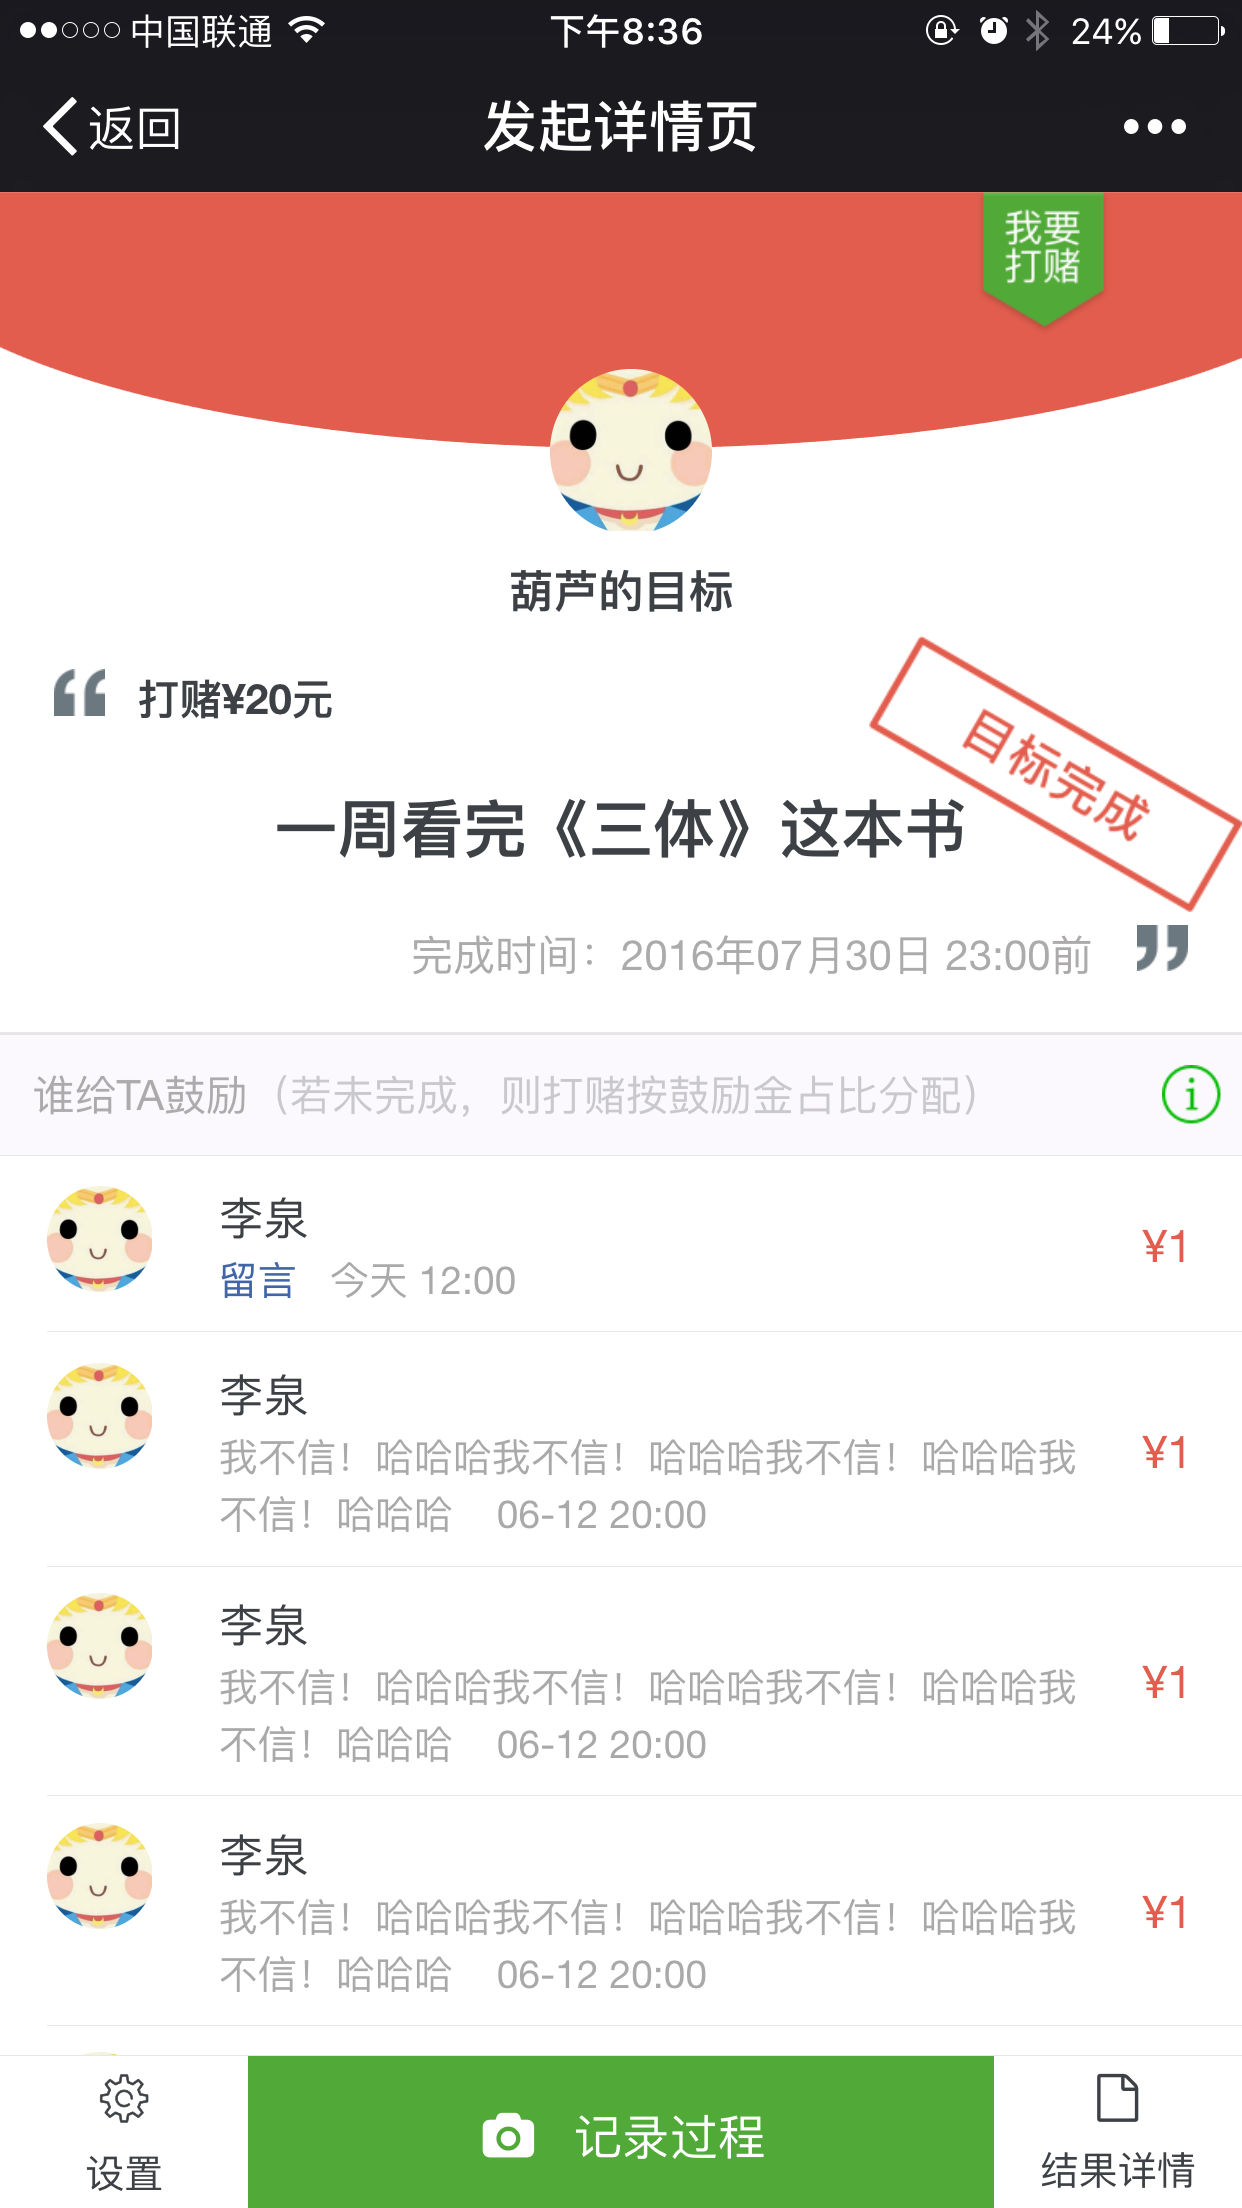 中国联通 下午8:36 24%
返回 发起详情页
我要
打赌
葫芦的目标
打赌¥20元
目标完成
一周看完《三体》这本书
完成时间：2016年07月30日 23:00前
谁给TA鼓励（若未完成，则打赌按鼓励金占比分配）
李泉
留言 今天 12:00
¥1
李泉
我不信！哈哈哈我不信！哈哈哈我不信！哈哈哈我
不信！哈哈哈 06-12 20:00
¥1
李泉
我不信！哈哈哈我不信！哈哈哈我不信！哈哈哈我
不信！哈哈哈 06-12 20:00
¥1
李泉
我不信！哈哈哈我不信！哈哈哈我不信！哈哈哈我
不信！哈哈哈 06-12 20:00
¥1
设置
记录过程
结果详情